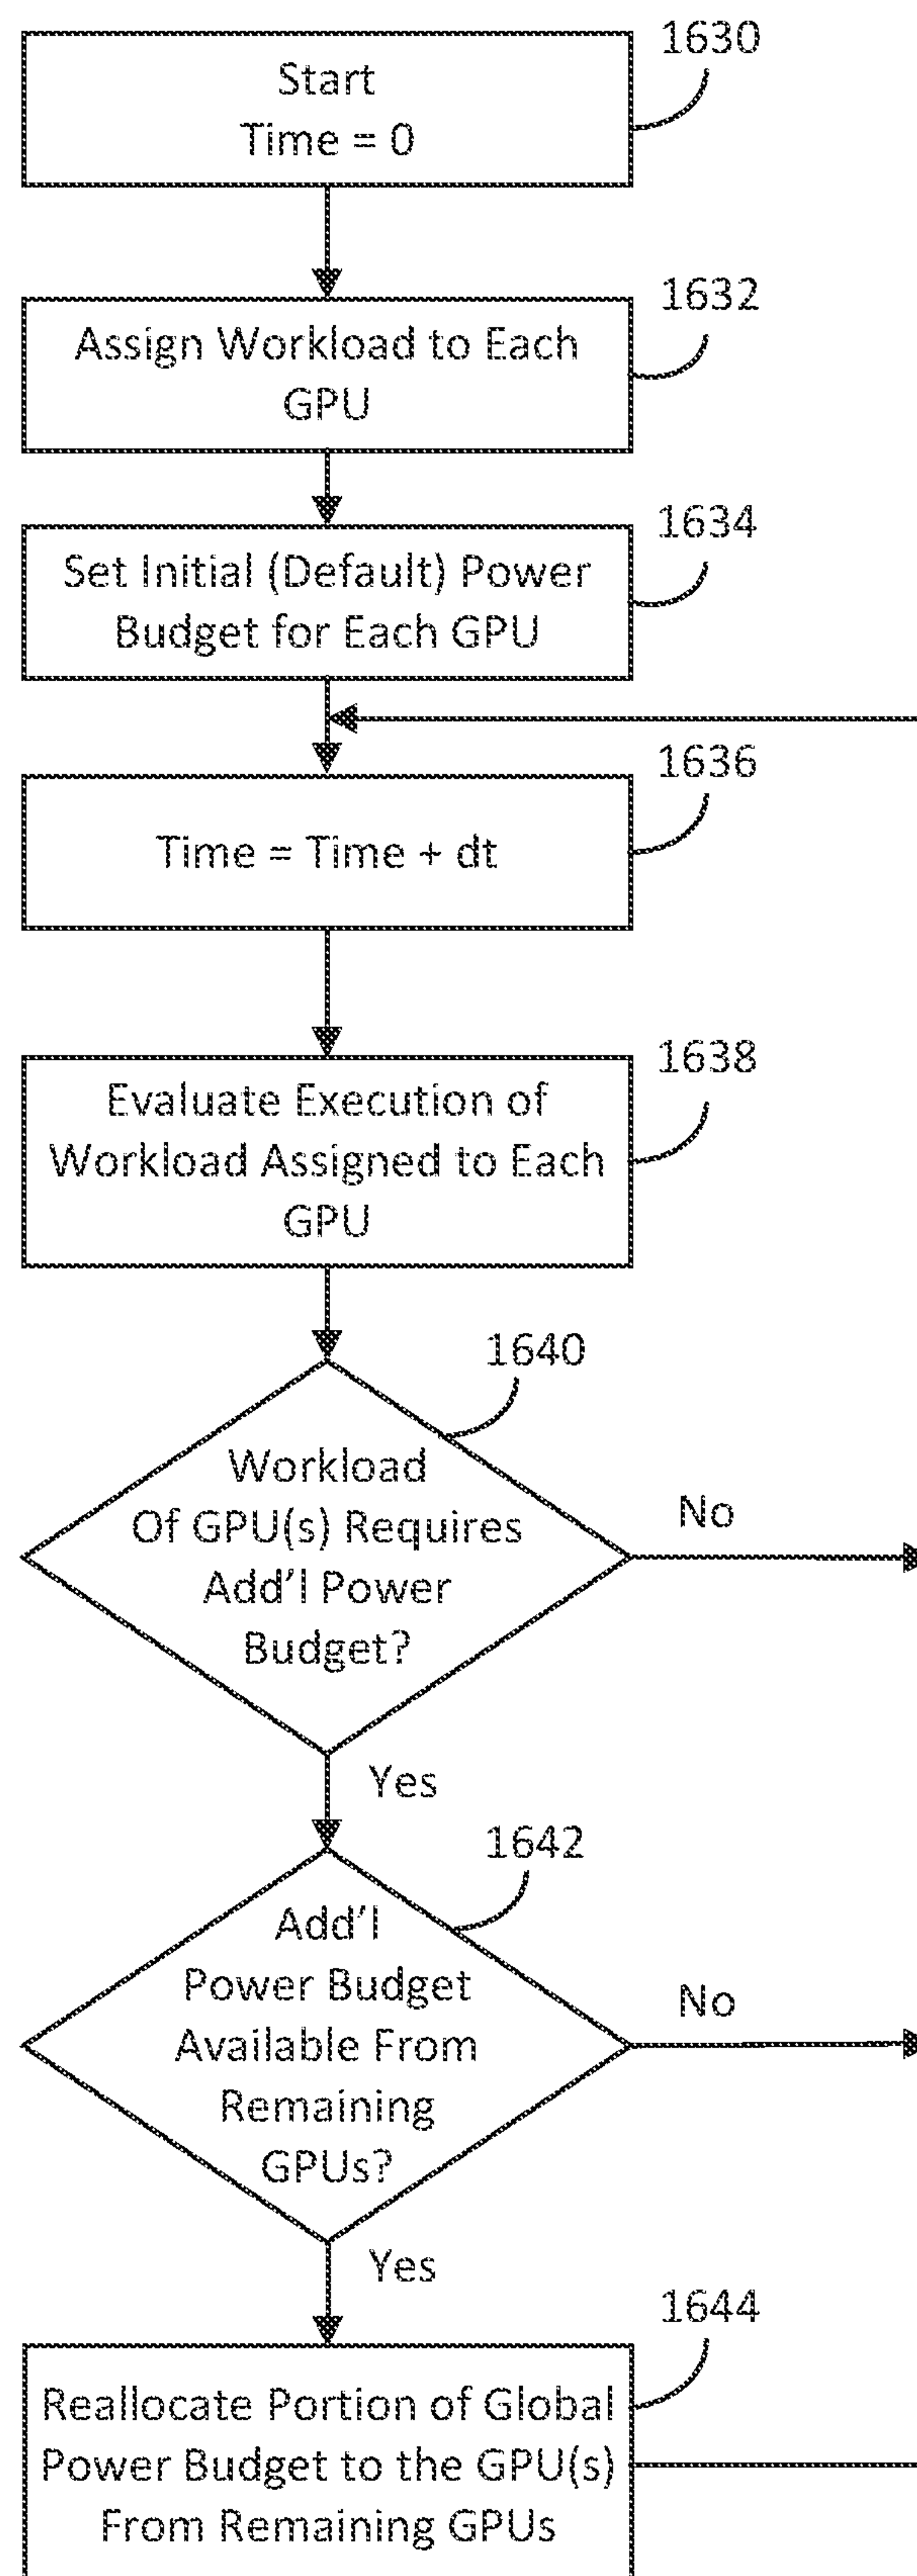 1630
Start
Time = 0
1632
Assign Workload to Each
GPU
1634
Set Initial (Default) Power
Budget for Each GPU
1636
Time = Time + dt
1638
Evaluate Execution of
Workload Assigned to Each
GPU
1640
Workload
Of GPU(s) Requires
Add'l Power
Budget?
No
Yes
1642
Add'l
Power Budget
Available From
Remaining
GPUs?
No
Yes
1644
Reallocate Portion of Global
Power Budget to the GPU(s)
From Remaining GPUs